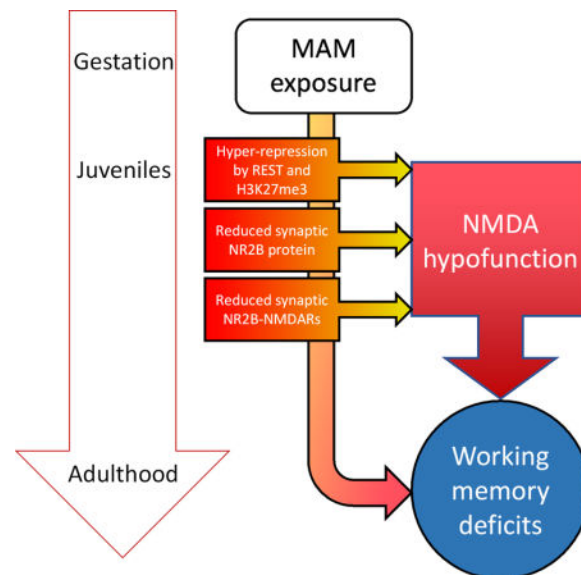 Gestation
Juveniles
Adulthood
MAM
exposure
Hyper-repression
by REST and
H3K27me3
Reduced synaptic
NR2B protein
Reduced synaptic
NR2B-NMDARs
NMDA
hypofunction
Working
memory
deficits